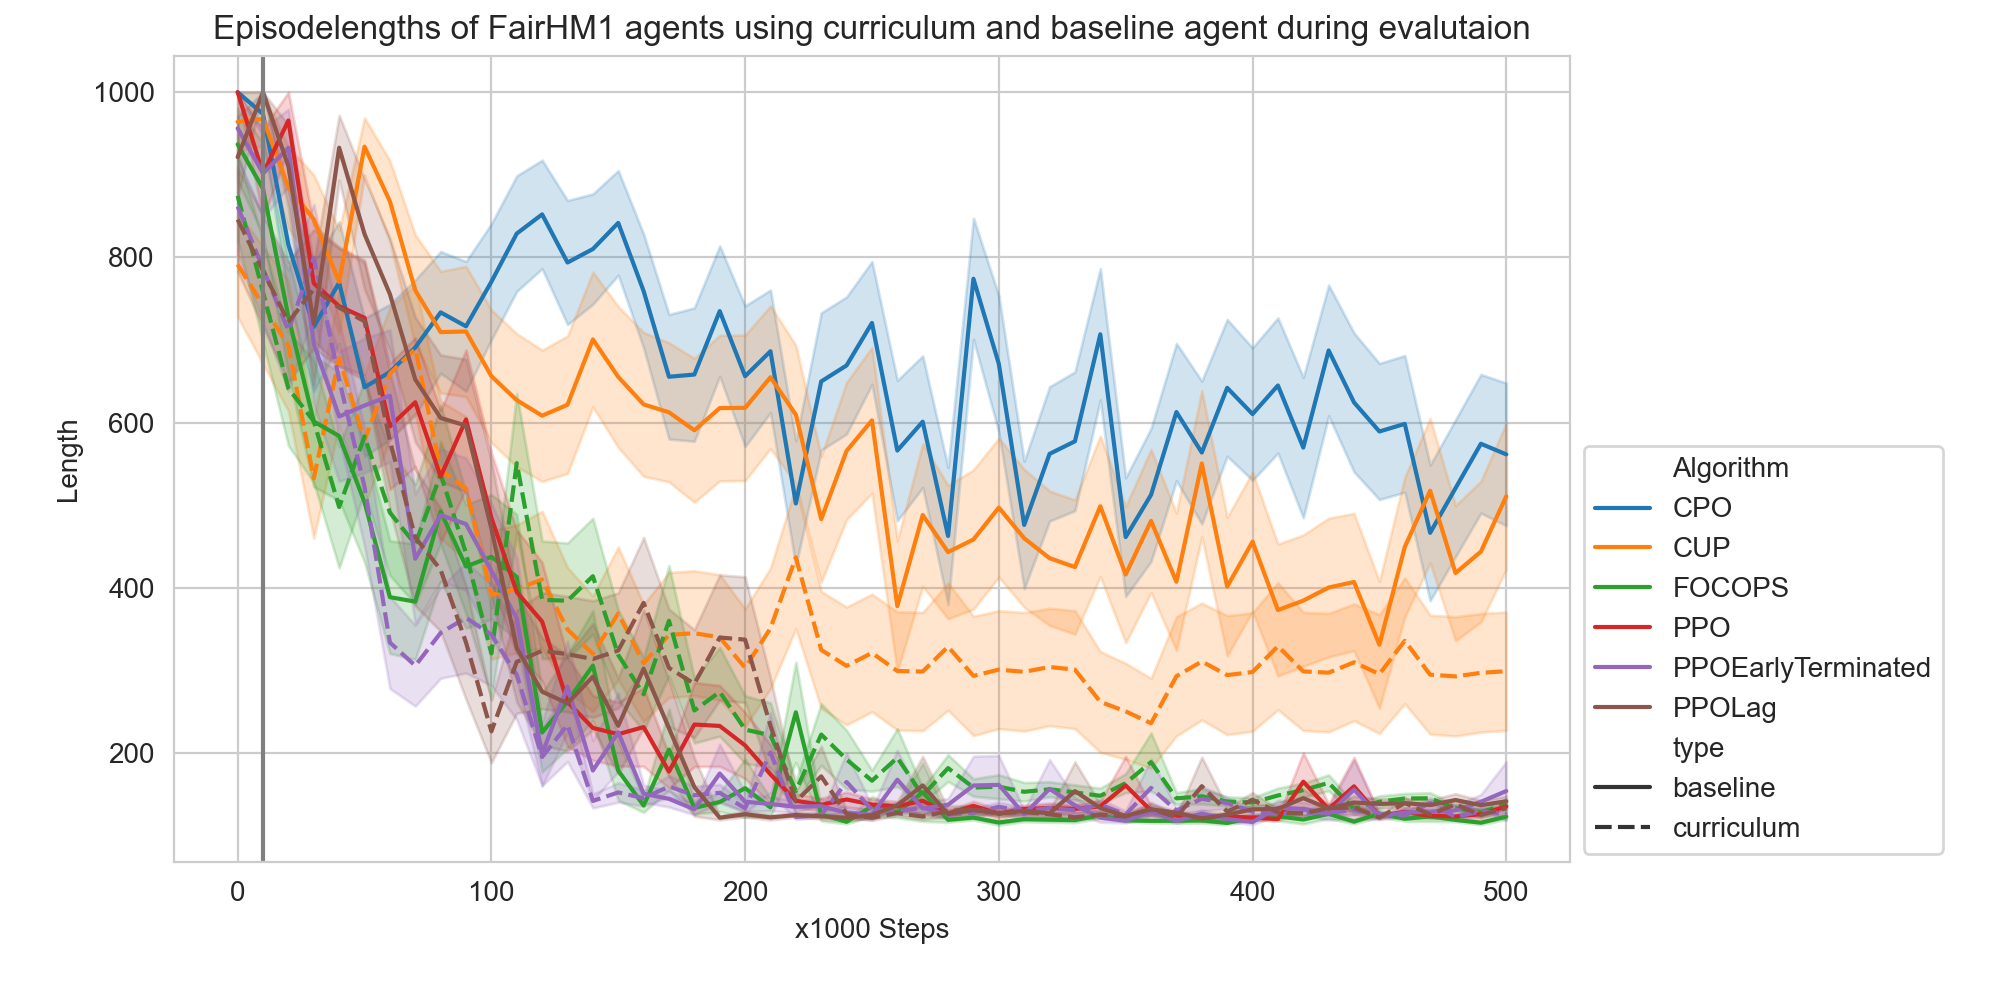 Episodelengths of FairHM1 agents using curriculum and baseline agent during evalutaion
1000
800
600
400
200
Length
0
100
200
300
400
500
x1000 Steps
Algorithm
CPO
CUP
FOCOPS
PPO
PPOEarlyTerminated
PPOLag
type
baseline
curriculum